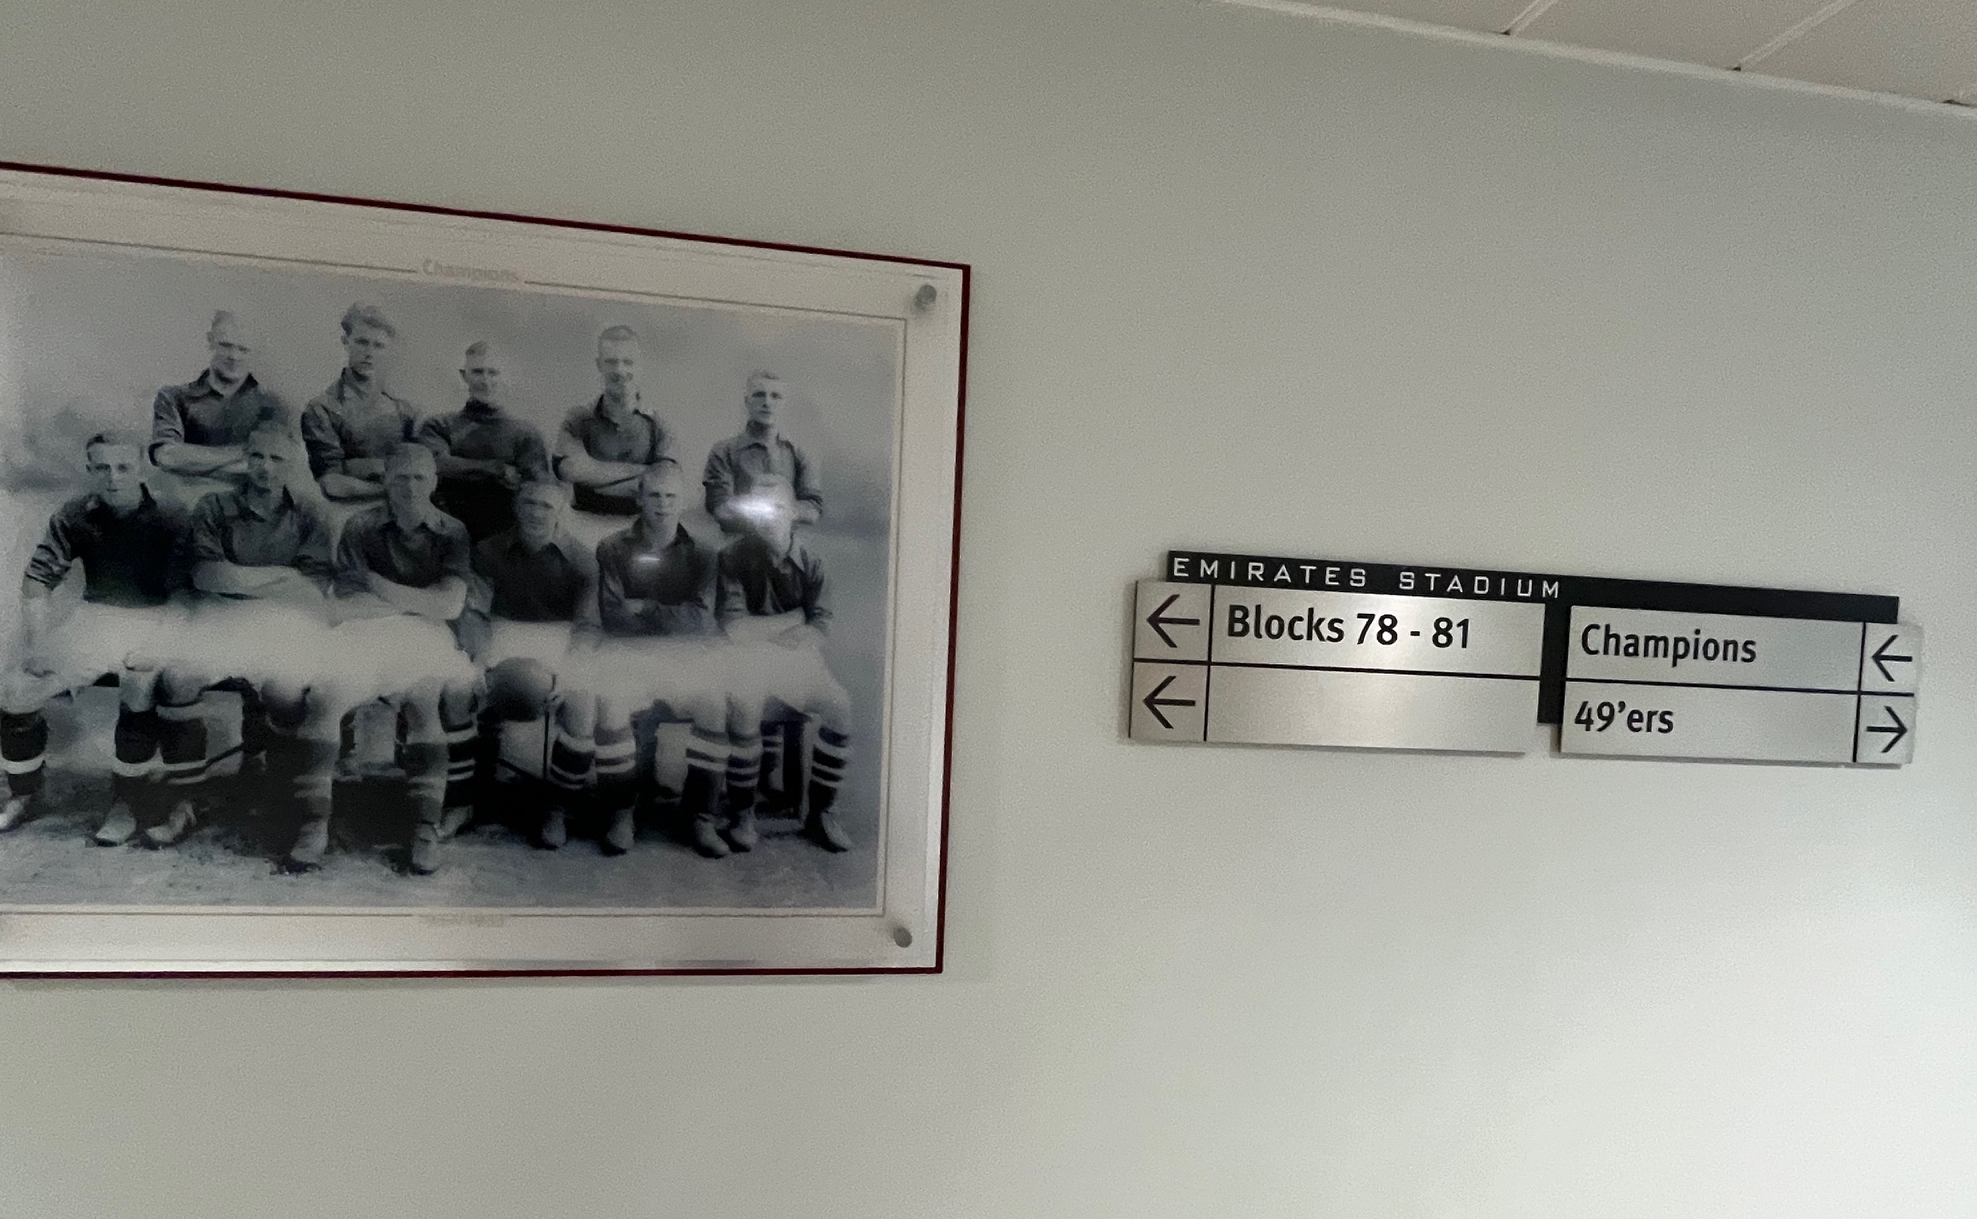 Champions
EMIRATES STADIUM
Blocks 78 - 81
Champions
49'ers